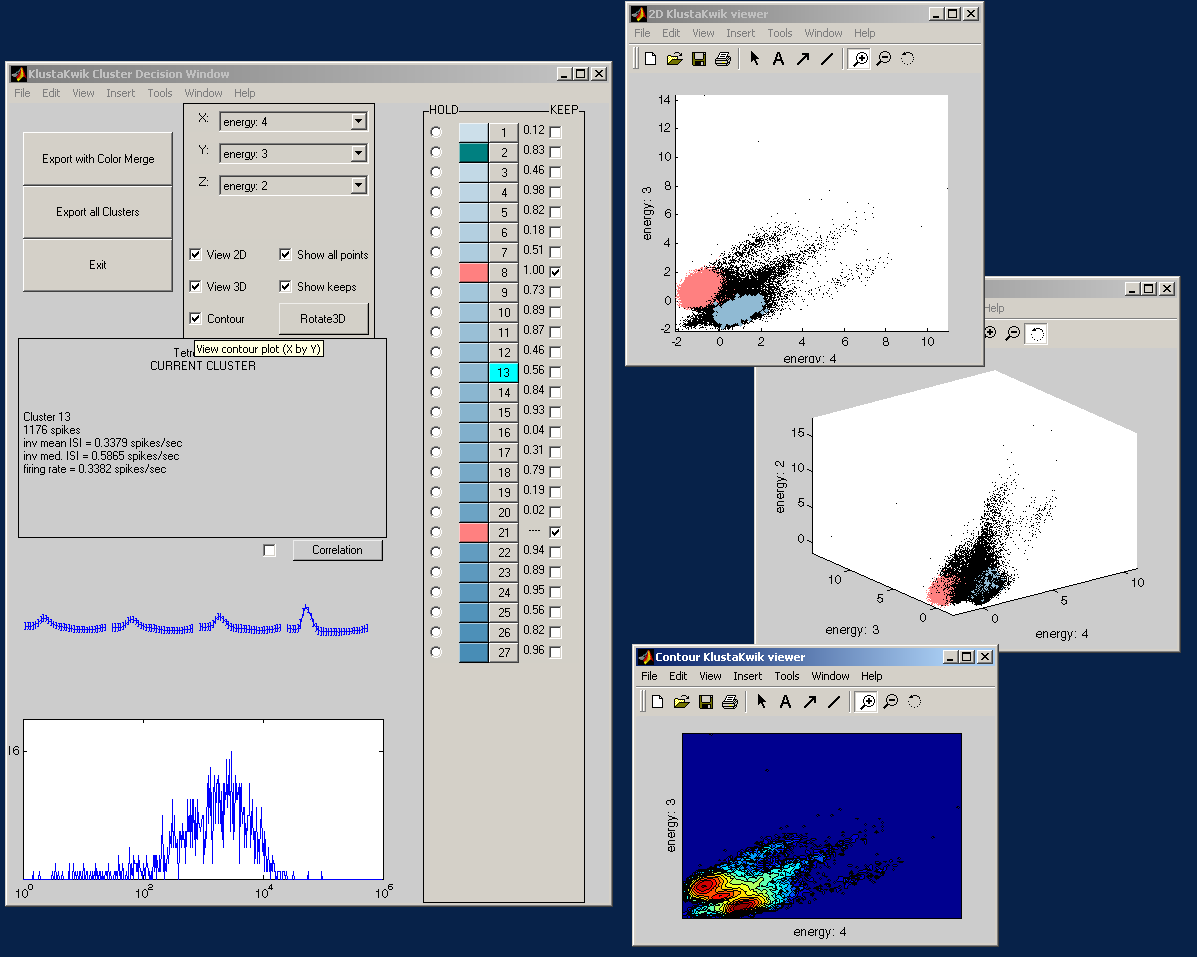 KlustaKwik Cluster Decision Window
File Edit View Insert Tools Window Help
Export with Color Merge
Export all Clusters
Exit
X: energy: 4
Y: energy: 3
Z: energy: 2
View 2D Show all points
View 3D Show keeps
Contour Rotate3D
View contour plot (X by Y)
CURRENT CLUSTER
Cluster 13
1176 spikes
inv mean ISI = 0.3379 spikes/sec
inv med. ISI = 0.5865 spikes/sec
firing rate = 0.3382 spikes/sec
Correlation
16
10^0 10^2 10^4 10^6
HOLD KEEP
1 0.12
2 0.83
3 0.46
4 0.98
5 0.82
6 0.18
7 0.51
8 1.00
9 0.73
10 0.89
11 0.87
12 0.46
13 0.56
14 0.84
15 0.93
16 0.04
17 0.31
18 0.79
19 0.19
20 0.02
21 ----
22 0.94
23 0.89
24 0.95
25 0.56
26 0.82
27 0.96
2D KlustaKwik viewer
File Edit View Insert Tools Window Help
14
12
10
8
6
4
2
0
-2
-2 0 2 4 6 8 10
energy: 3
energy: 4
Help
15
10
5
0
energy: 2
10 5 0
energy: 3
0 5 10
energy: 4
Contour KlustaKwik viewer
File Edit View Insert Tools Window Help
energy: 3
energy: 4